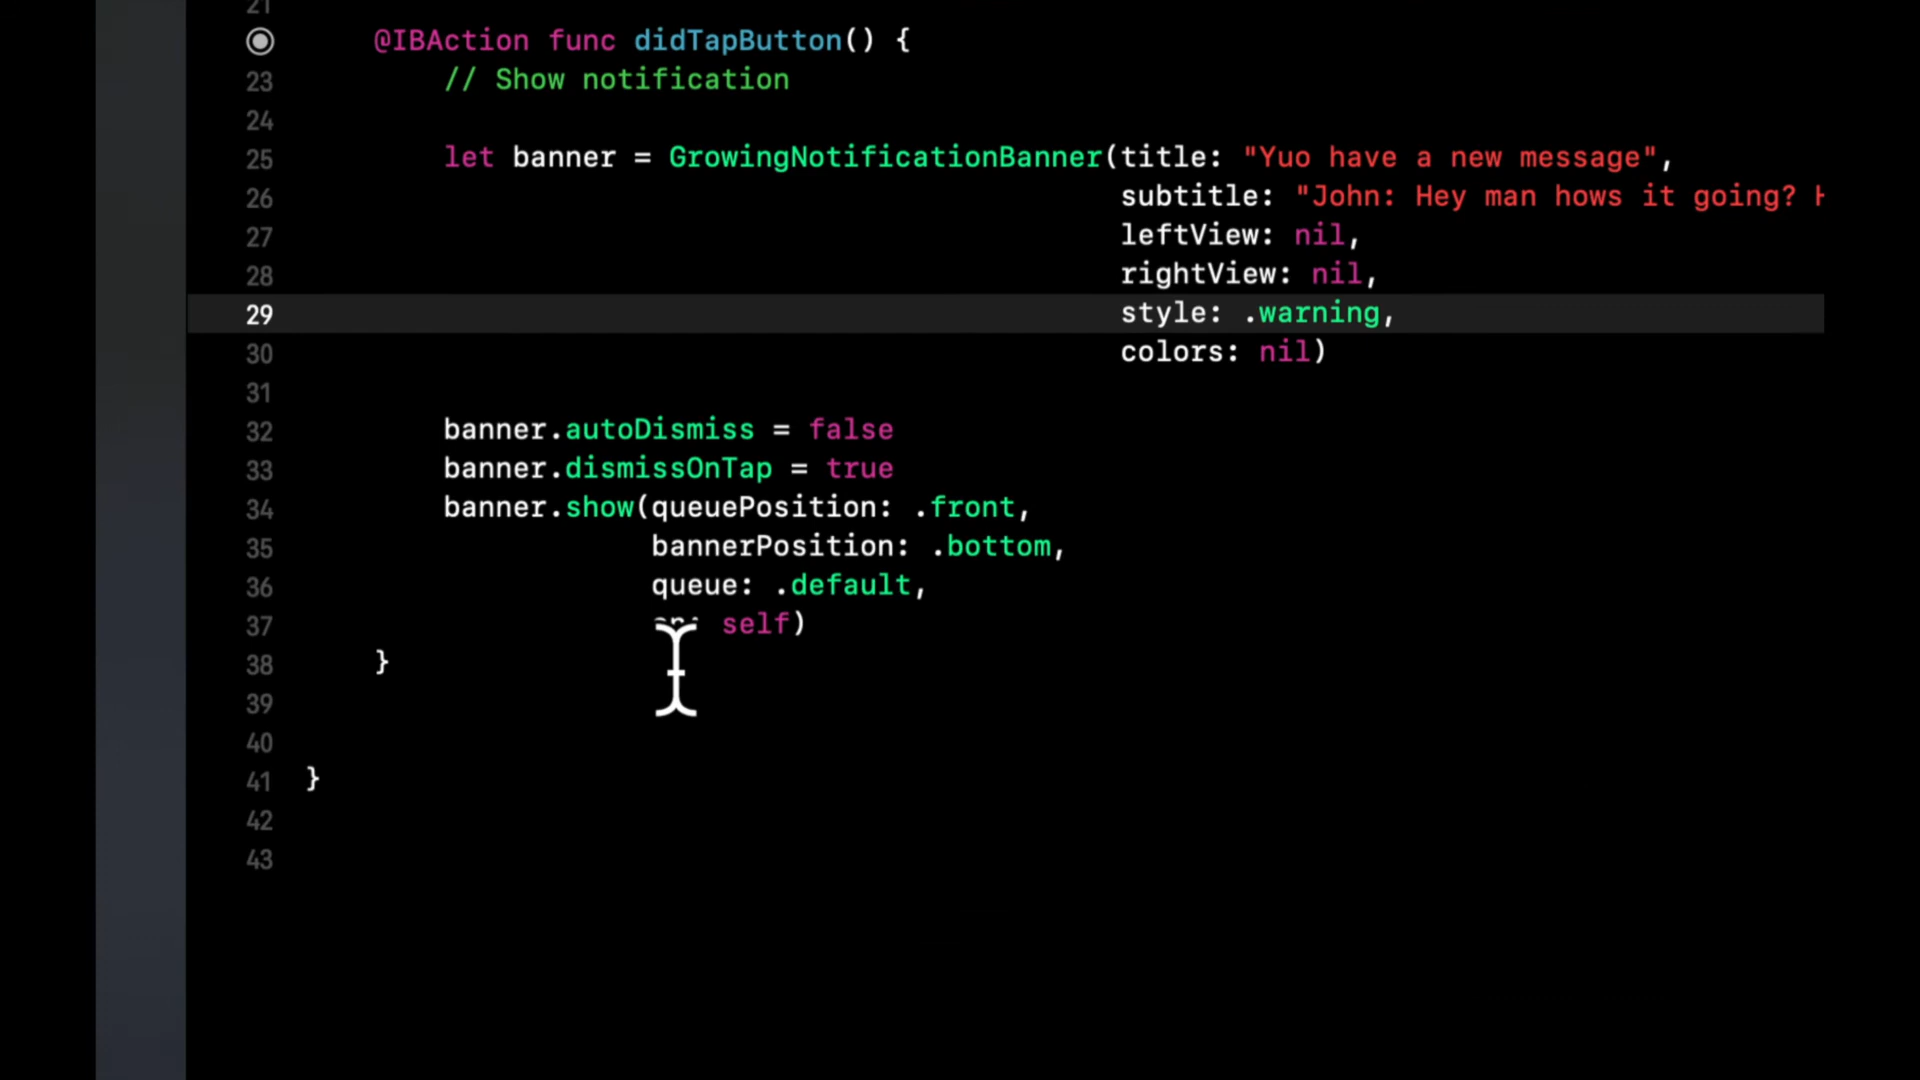 21
@IBAction func didTapButton() {
23 // Show notification
24
25 let banner = GrowingNotificationBanner(title: "Yuo have a new message",
26 subtitle: "John: Hey man hows it going?
27 leftView: nil,
28 rightView: nil,
29 style: .warning,
30 colors: nil)
31
32 banner.autoDismiss = false
33 banner.dismissOnTap = true
34 banner.show(queuePosition: .front,
35 bannerPosition: .bottom,
36 queue: .default,
37 self)
38 }
39
40
41 }
42
43